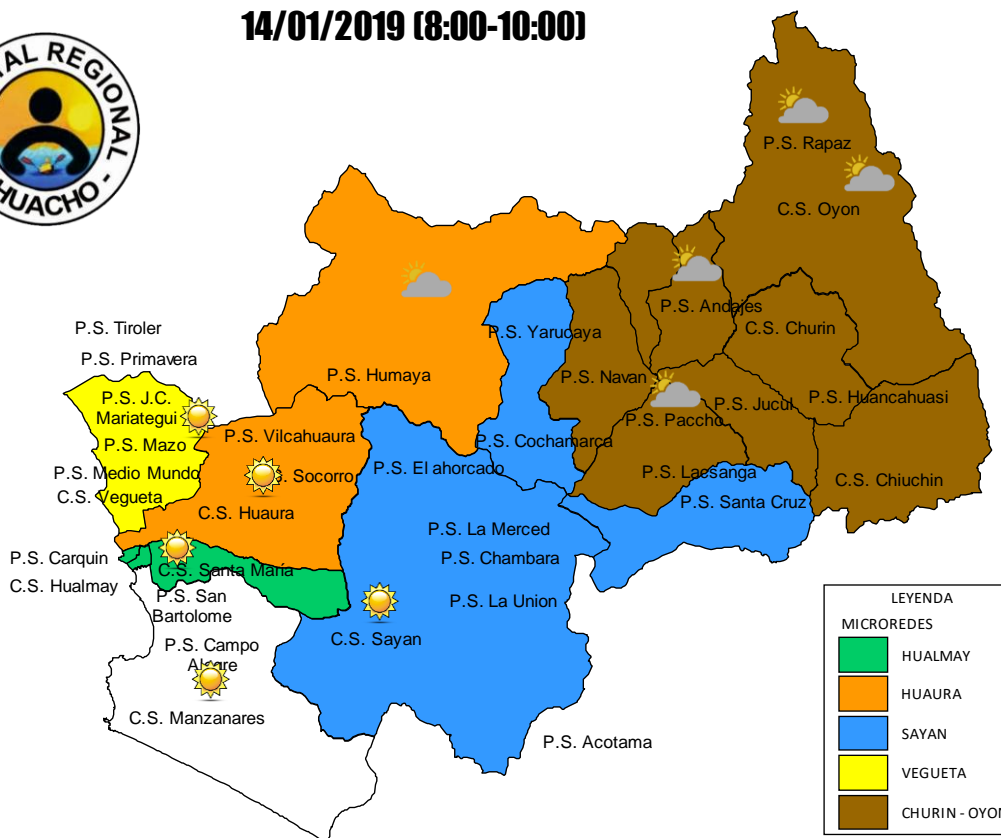 14/01/2019 (8:00-10:00)
AL REGIONAL
HUACHO -
P.S. Rapaz
C.S. Oyon
P.S. Andajes
C.S. Churin
P.S. Tiroler
P.S. Yarucaya
P.S. Primavera
P.S. Humaya
P.S. Navan
P.S. Huancahuasi
P.S. J.C.
Mariategui
P.S. Jucul
P.S. Paccho
P.S. Vilcahuaura
P.S. Cochamarca
P.S. Mazo
P.S. El ahorcado
P.S. Medio Mundo
S. Socorro
P.S. Lacsanga
C.S. Chiuchin
C.S. Vegueta
P.S. Santa Cruz
C.S. Huaura
P.S. La Merced
P.S. Carquin
P.S. Chambara
C.S. Santa María
C.S. Hualmay
P.S. San
Bartolome
P.S. La Union
C.S. Sayan
P.S. Campo
Alegre
C.S. Manzanares
P.S. Acotama
LEYENDA
MICROREDES
HUALMAY
HUAURA
SAYAN
VEGUETA
CHURIN - OYON